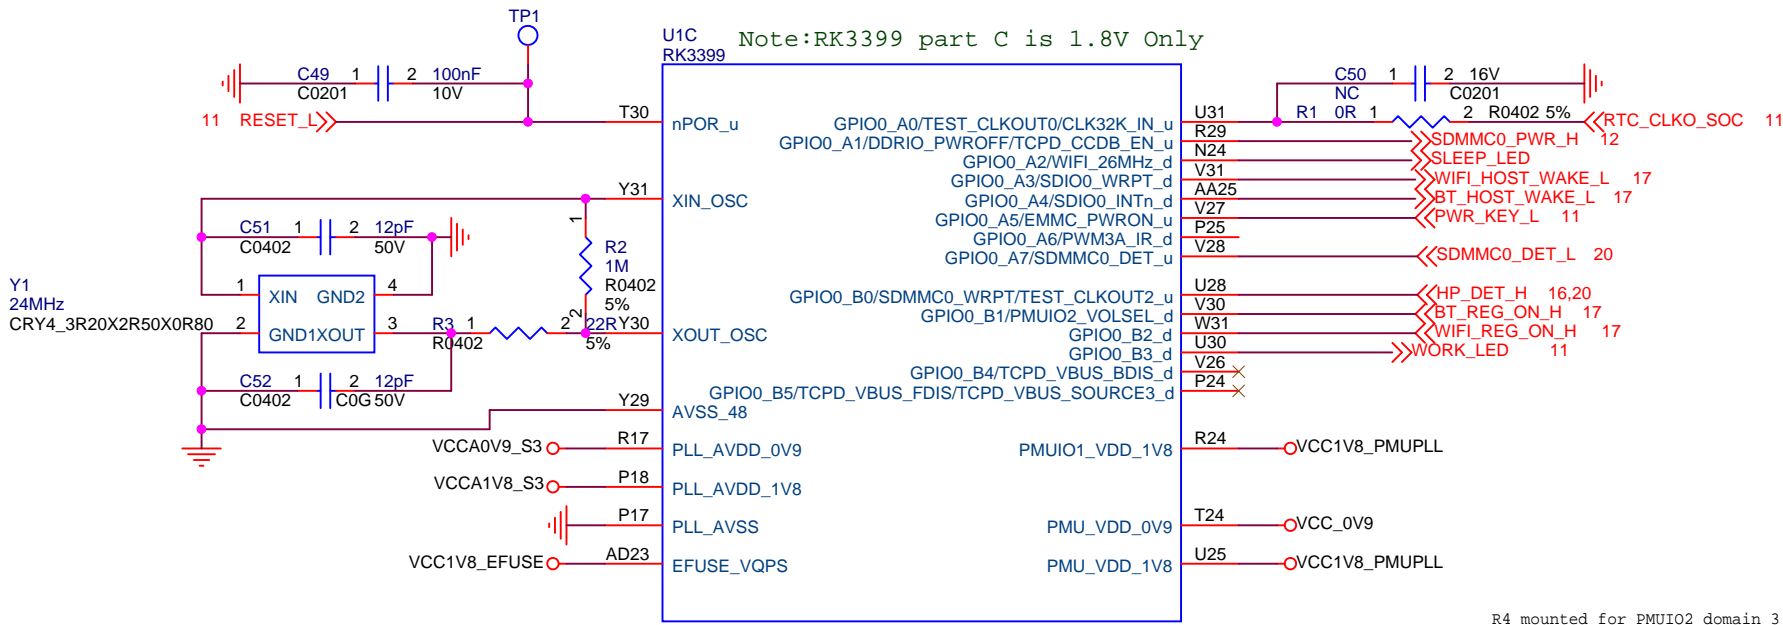 TP1
U1C
RK3399
Note:RK3399 part C is 1.8V Only
C49 1 2 100nF
C0201 10V
11 RESET_L
T30 nPOR_u
Y31 XIN_OSC
C51 1 2 12pF
C0402 50V
1
R2
1M
R0402
5%
2
Y1
24MHz
CRY4_3R20X2R50X0R80
1 XIN GND2 4
2 GND1 XOUT 3
R3 1 2 22R
R0402 5%
Y30 XOUT_OSC
C52 1 2 12pF
C0402 C0G 50V
Y29 AVSS_48
VCCA0V9_S3 R17 PLL_AVDD_0V9
VCCA1V8_S3 P18 PLL_AVDD_1V8
P17 PLL_AVSS
VCC1V8_EFUSE AD23 EFUSE_VQPS
C50 1 2 16V
NC C0201
R1 0R 1 2 R0402 5%
GPIO0_A0/TEST_CLKOUT0/CLK32K_IN_u U31 RTC_CLKO_SOC 11
GPIO0_A1/DDRIO_PWROFF/TCPD_CCDB_EN_u R29 SDMMC0_PWR_H 12
GPIO0_A2/WIFI_26MHz_d N24 SLEEP_LED
GPIO0_A3/SDIO0_WRPT_d V31 WIFI_HOST_WAKE_L 17
GPIO0_A4/SDIO0_INTn_d AA25 BT_HOST_WAKE_L 17
GPIO0_A5/EMMC_PWRON_u V27 PWR_KEY_L 11
GPIO0_A6/PWM3A_IR_d P25
GPIO0_A7/SDMMC0_DET_u V28 SDMMC0_DET_L 20
GPIO0_B0/SDMMC0_WRPT/TEST_CLKOUT2_u U28 HP_DET_H 16,20
GPIO0_B1/PMUIO2_VOLSEL_d V30 BT_REG_ON_H 17
GPIO0_B2_d W31 WIFI_REG_ON_H 17
GPIO0_B3_d U30 WORK_LED 11
GPIO0_B4/TCPD_VBUS_BDIS_d V26
GPIO0_B5/TCPD_VBUS_FDIS/TCPD_VBUS_SOURCE3_d P24
PMUIO1_VDD_1V8 R24 VCC1V8_PMUPLL
PMU_VDD_0V9 T24 VCC_0V9
PMU_VDD_1V8 U25 VCC1V8_PMUPLL
R4 mounted for PMUIO2 domain 3